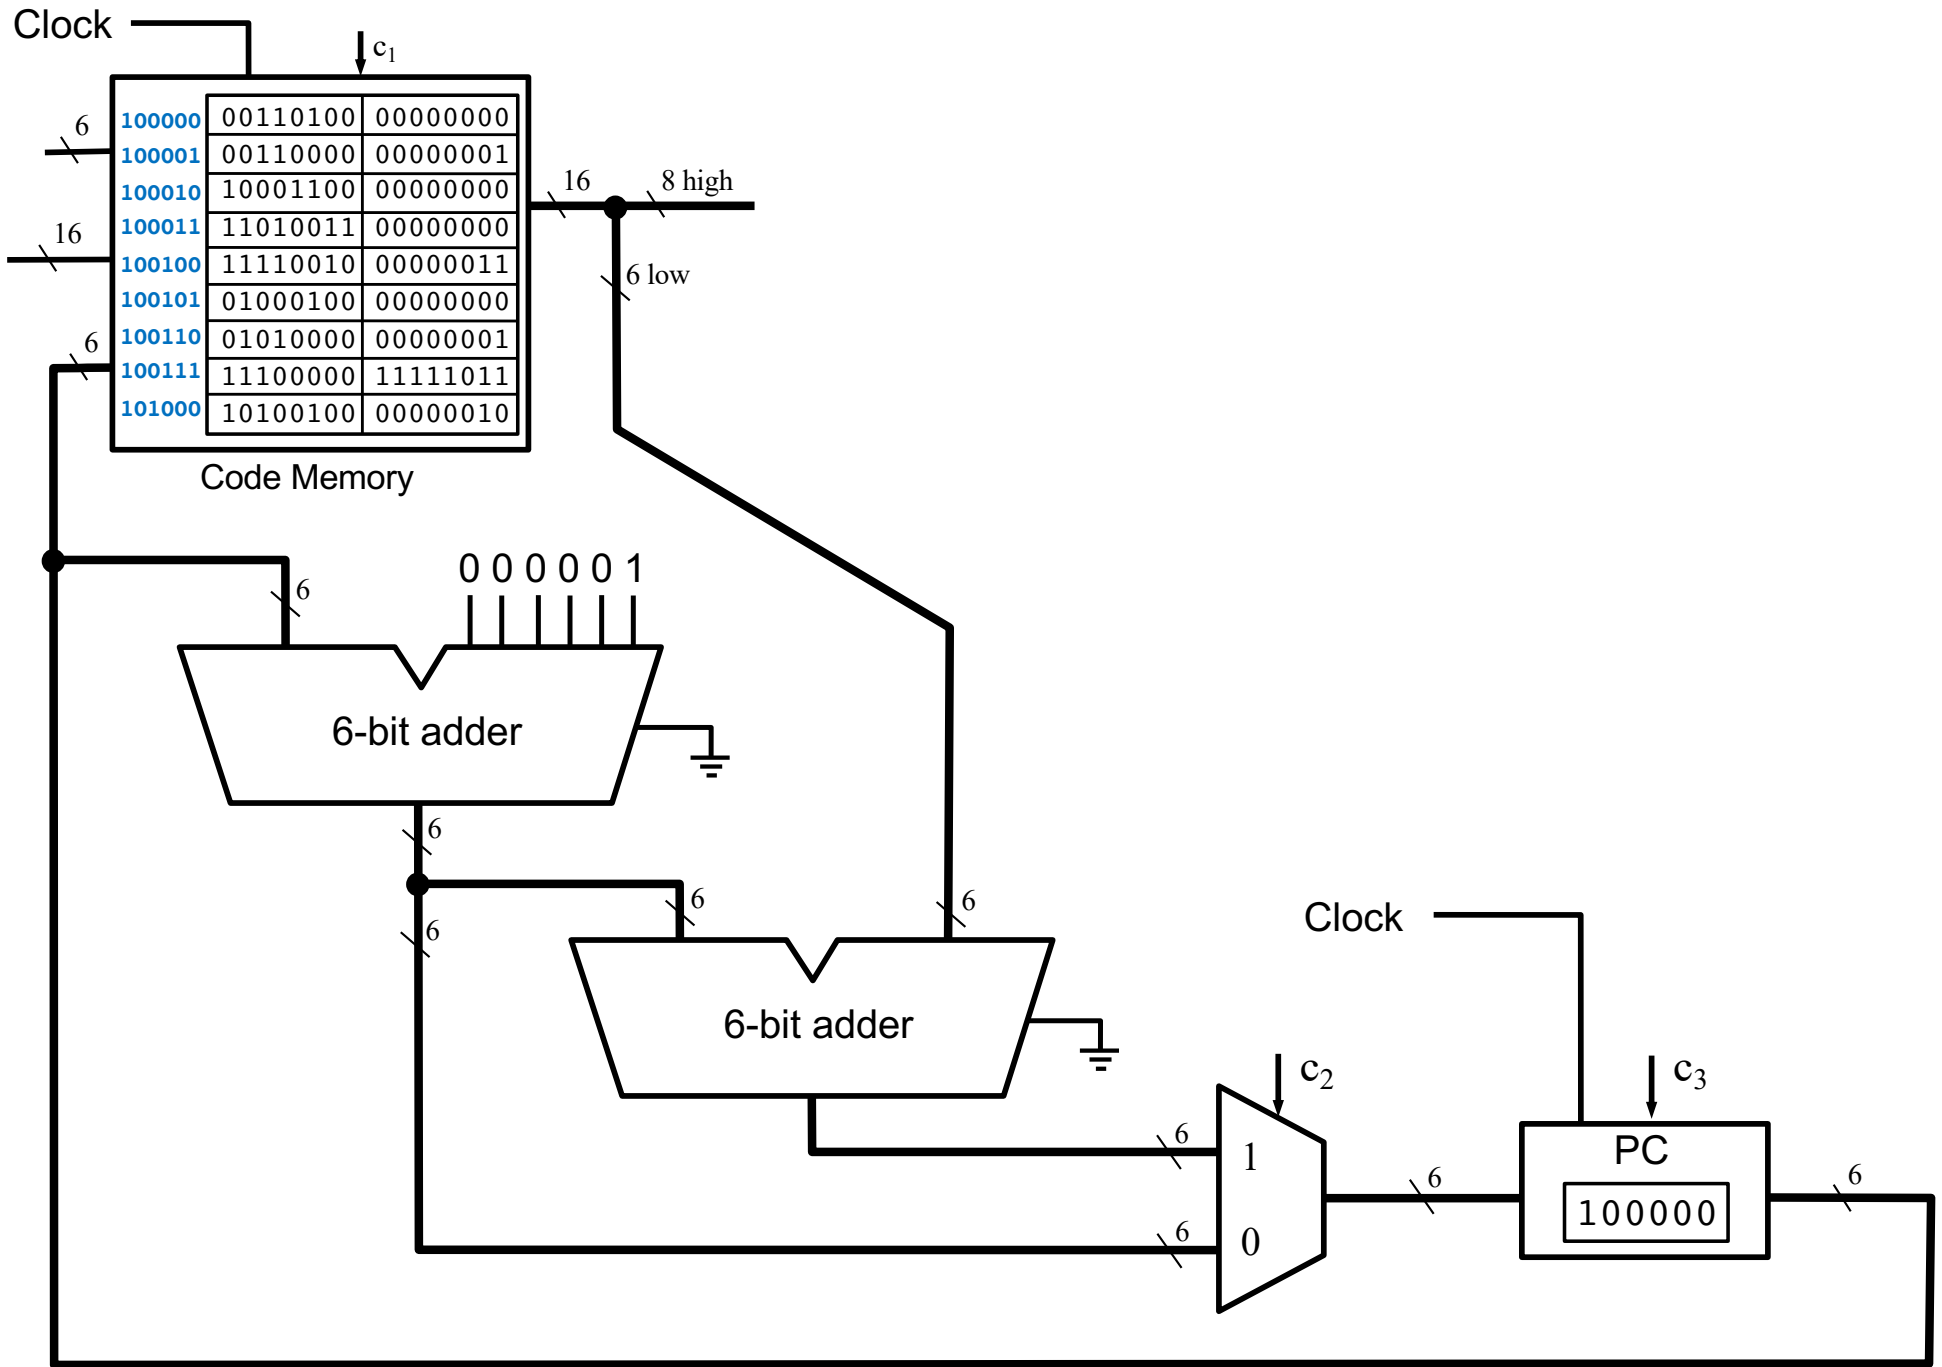 Clock
c1
6
100000 00110100 00000000
100001 00110000 00000001
100010 10001100 00000000
16
8 high
100011 11010011 00000000
16
100100 11110010 00000011
6 low
100101 01000100 00000000
100110 01010000 00000001
6
100111 11100000 11111011
101000 10100100 00000010
Code Memory
0 0 0 0 0 1
6
6-bit adder
6
6
6
6
Clock
6-bit adder
c2
c3
6
1
PC
6
6
100000
6
0